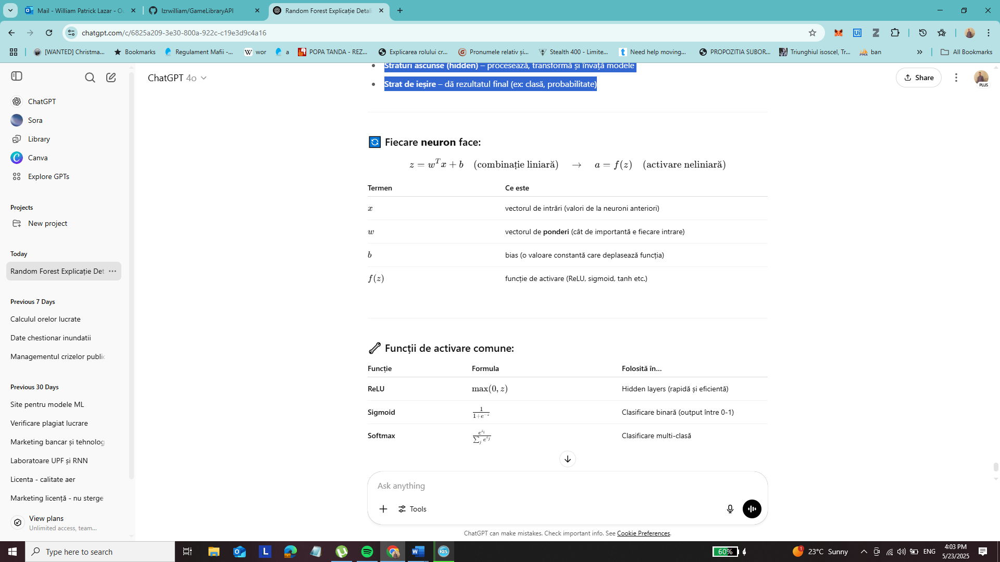 Mail - William Patrick Lazar - Ou
lzrwilliam/GameLibraryAPI
Random Forest Explicație Detali
chatgpt.com/c/6825a209-3e30-800a-922c-c19e3d9c4a16
[WANTED] Christma...
Bookmarks
Regulament Mafii -...
wor
a
POPA TANDA - REZ...
Explicarea rolului cr...
Pronumele relativ și...
Stealth 400 - Limite...
Need help moving...
PROPOZITIA SUBOR...
Triunghiul isoscel, Tr...
ban
All Bookmarks
ChatGPT 4o
Share
PLUS
ChatGPT
Sora
Library
Canva
Explore GPTs
Projects
New project
Today
Random Forest Explicație Det
Previous 7 Days
Calculul orelor lucrate
Date chestionar inundatii
Managementul crizelor public
Previous 30 Days
Site pentru modele ML
Verificare plagiat lucrare
Marketing bancar și tehnolog
Laboratoare UPF și RNN
Licenta - calitate aer
Marketing licență - nu sterge
View plans
Unlimited access, team...
• Straturi ascunse (hidden) – procesează, transformă și învață modele
• Strat de ieșire – dă rezultatul final (ex: clasă, probabilitate)
Fiecare neuron face:
z = w^T x + b (combinație liniară) → a = f(z) (activare neliniară)
Termen Ce este
x vectorul de intrări (valori de la neuroni anteriori)
w vectorul de ponderi (cât de importantă e fiecare intrare)
b bias (o valoare constantă care deplasează funcția)
f(z) funcție de activare (ReLU, sigmoid, tanh etc.)
Funcții de activare comune:
Funcție Formula Folosită în...
ReLU max(0, z) Hidden layers (rapidă și eficientă)
Sigmoid 1/(1+e^{-z}) Clasificare binară (output între 0-1)
Softmax e^{z_i}/∑_j e^{z_j} Clasificare multi-clasă
Ask anything
Tools
ChatGPT can make mistakes. Check important info. See Cookie Preferences.
Type here to search
L
W
KBS
60%
1
23°C Sunny
ENG
4:03 PM
5/23/2025